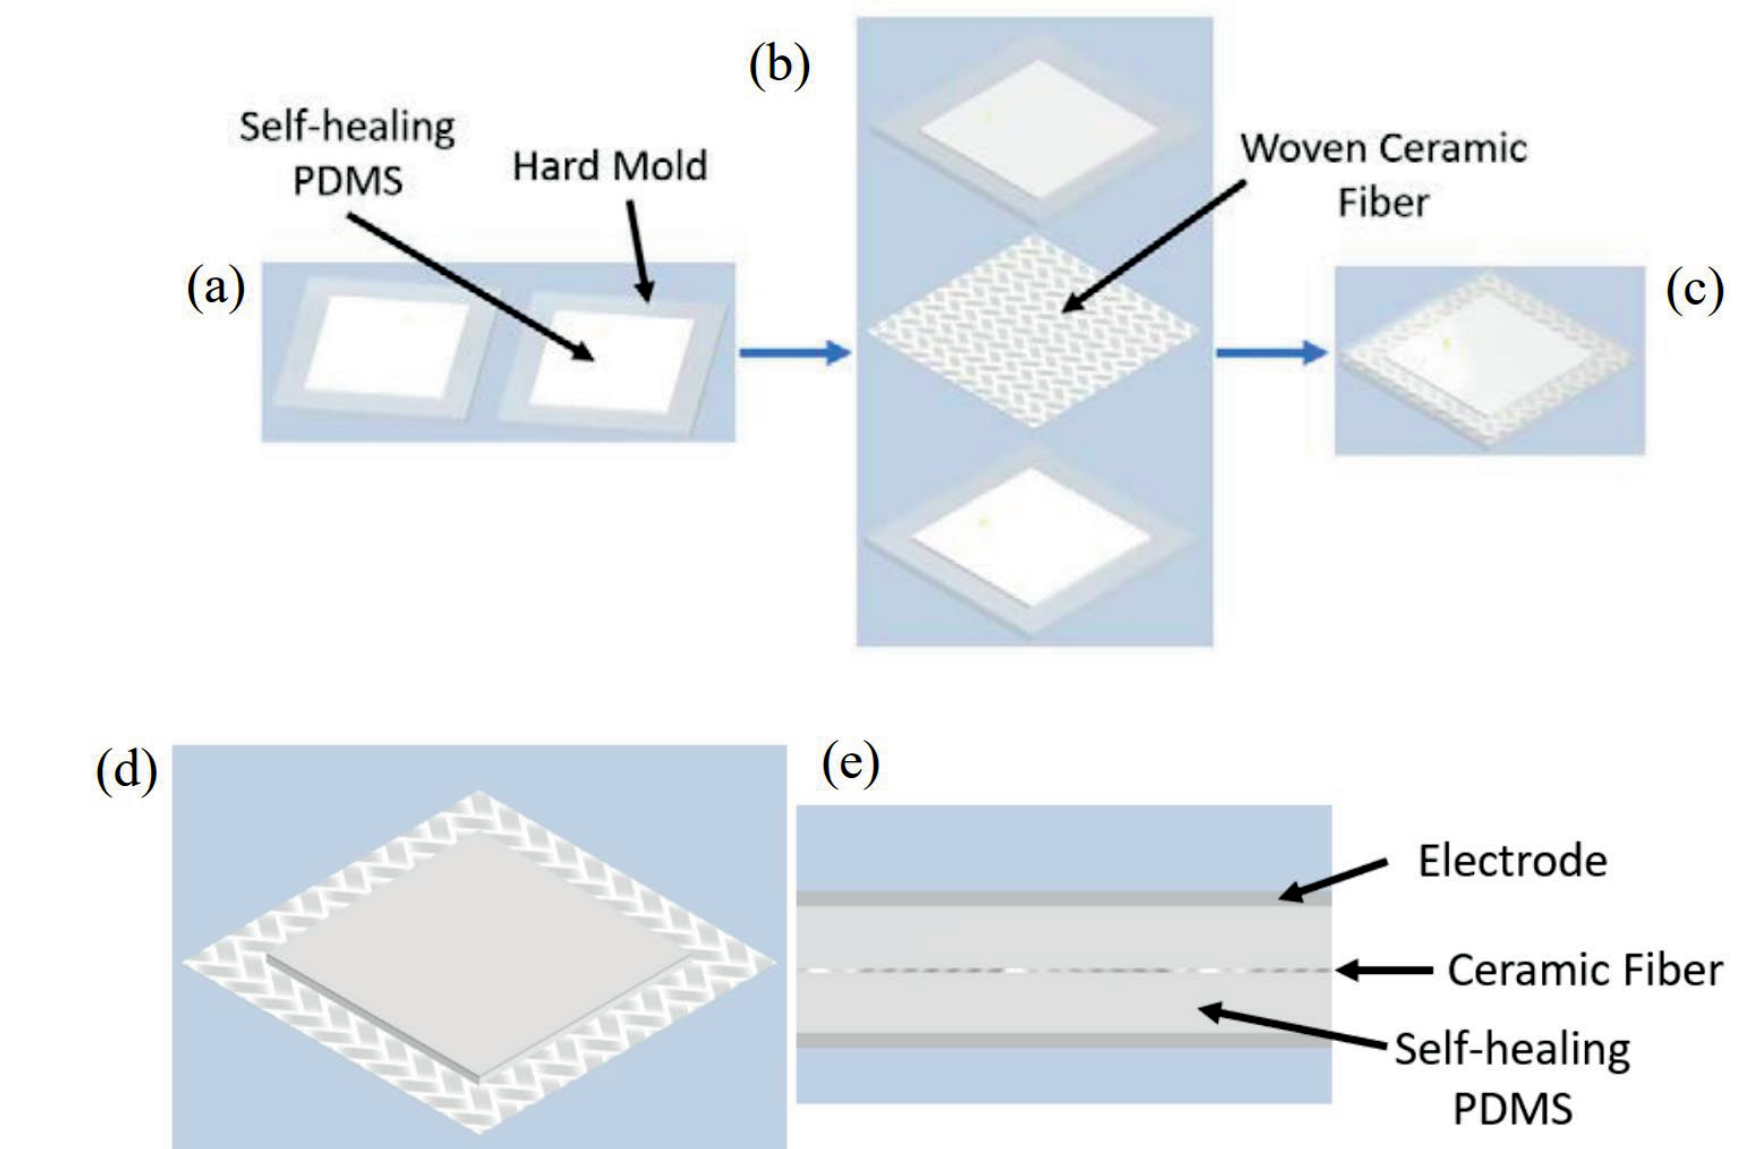 (b)
Self-healing
PDMS
Hard Mold
Woven Ceramic
Fiber
(a)
(c)
(d)
(e)
Electrode
Ceramic Fiber
Self-healing
PDMS